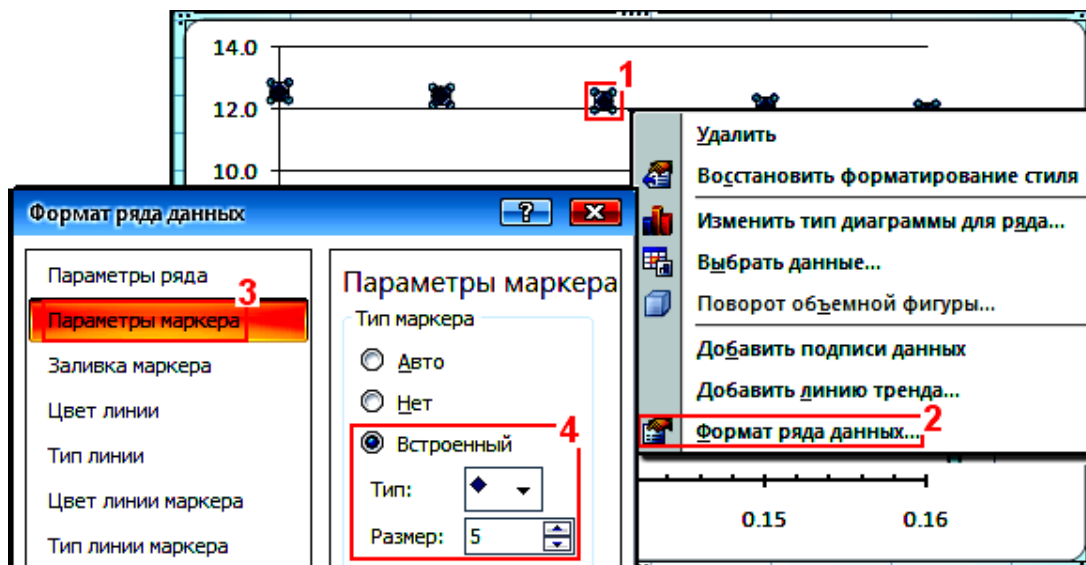 14.0
12.0
10.0
1
Удалить
Восстановить форматирование стиля
Изменить тип диаграммы для ряда...
Выбрать данные...
Поворот объемной фигуры...
Добавить подписи данных
Добавить линию тренда...
Формат ряда данных...
2
Формат ряда данных
?
Параметры ряда
3
Параметры маркера
Заливка маркера
Цвет линии
Тип линии
Цвет линии маркера
Тип линии маркера
Параметры маркера
Тип маркера
Авто
Нет
4
Встроенный
Тип:
Размер: 5
0.15 0.16